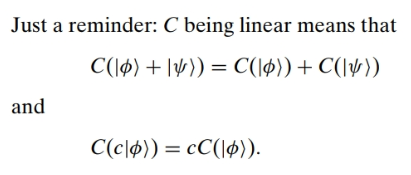 Just a reminder: C being linear means that
C(|ϕ⟩ + |ψ⟩) = C(|ϕ⟩) + C(|ψ⟩)
and
C(c|ϕ⟩) = cC(|ϕ⟩).